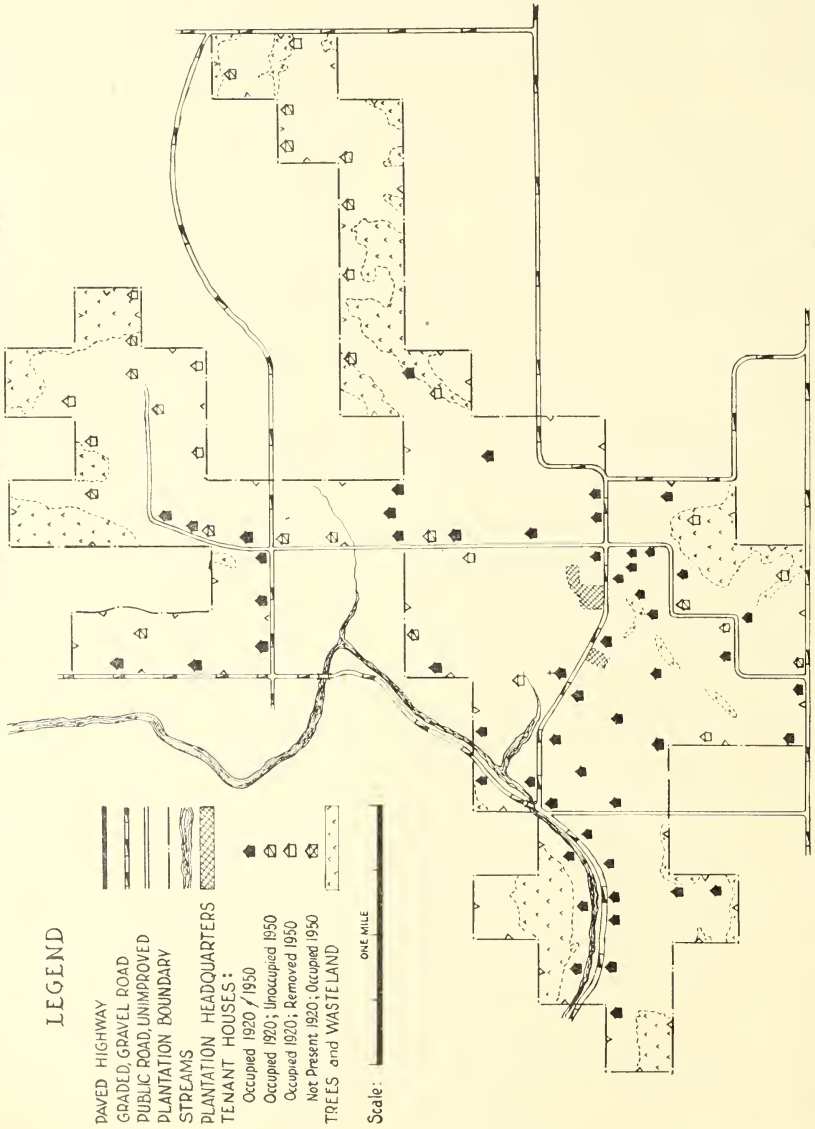 LEGEND
PAVED HIGHWAY
GRADED, GRAVEL ROAD
PUBLIC ROAD, UNIMPROVED
PLANTATION BOUNDARY
STREAMS
PLANTATION HEADQUARTERS
TENANT HOUSES:
Occupied 1920 & 1950
Occupied 1920; Unoccupied 1950
Occupied 1920; Removed 1950
Not Present 1920; Occupied 1950
TREES and WASTELAND
Scale:
ONE MILE